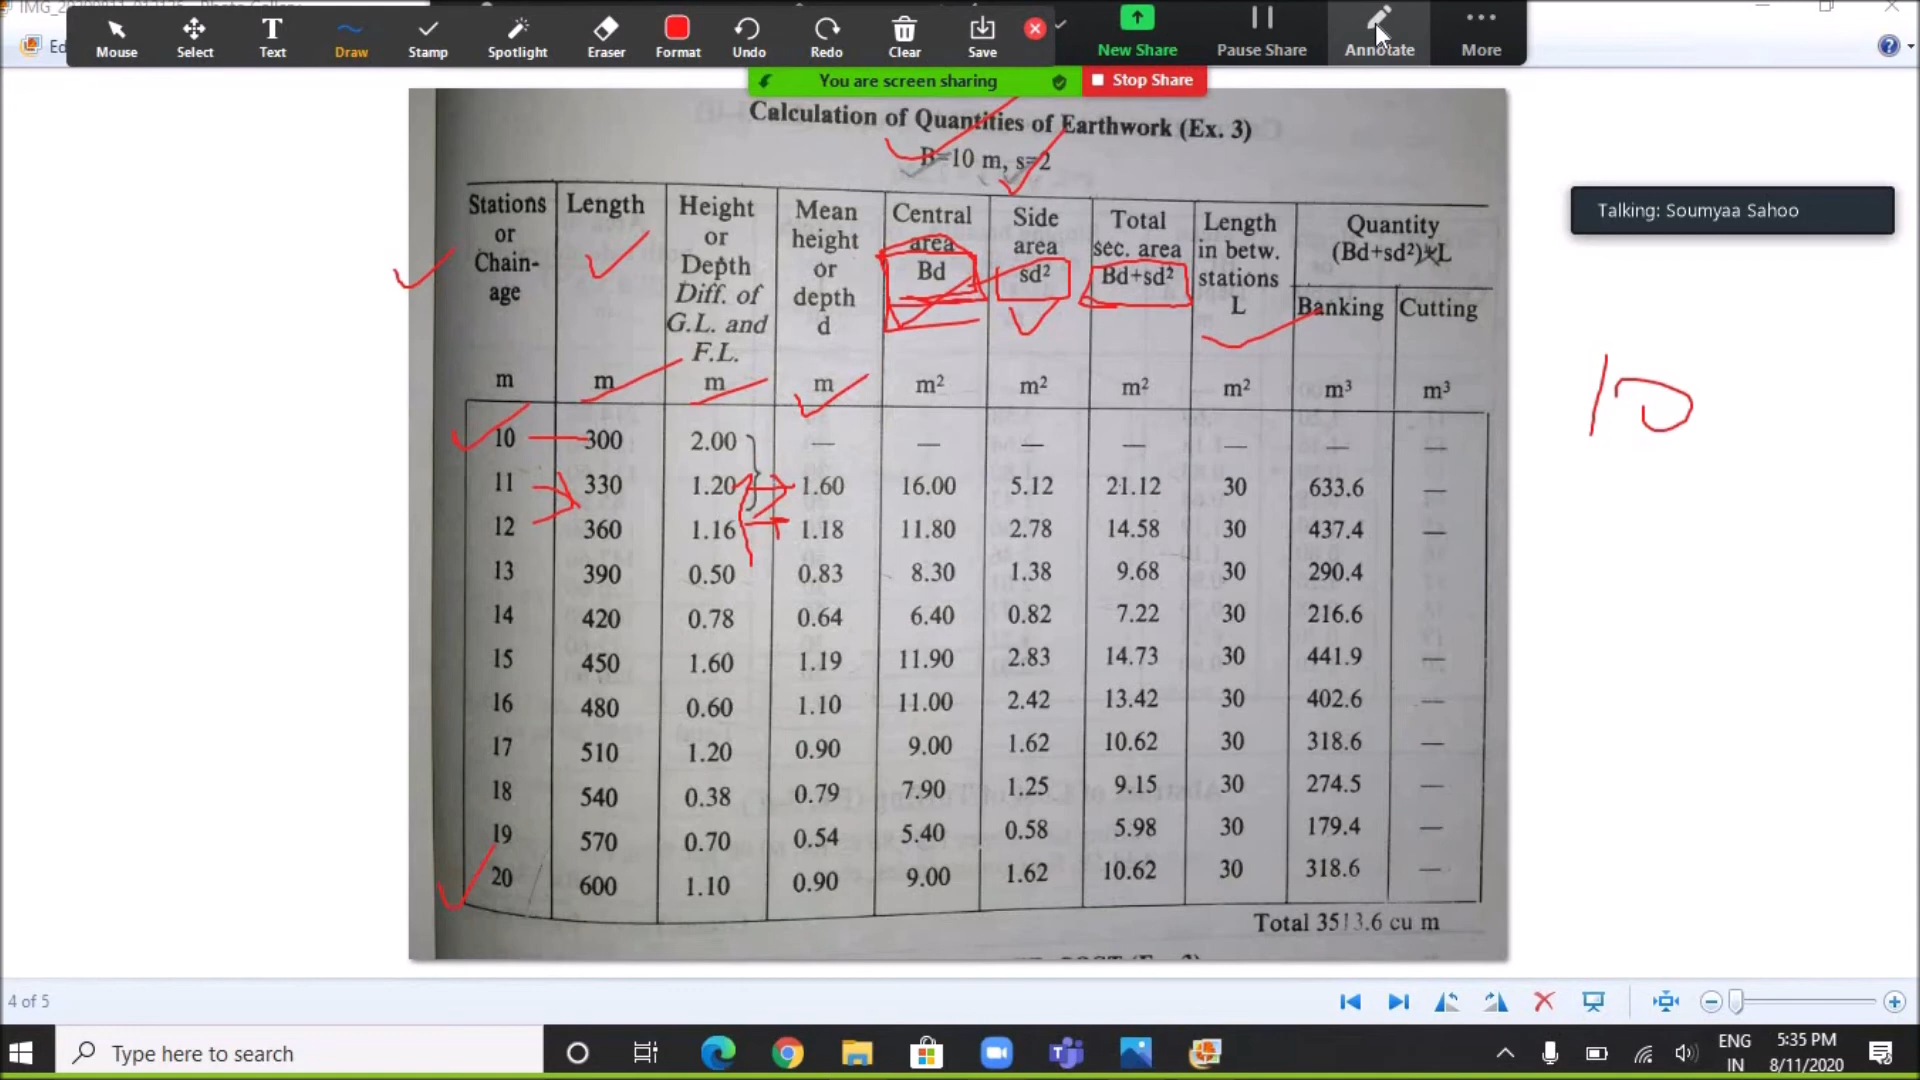 IMG_
Mouse
Select
Text
Draw
Stamp
Spotlight
Eraser
Format
Undo
Redo
Clear
Save
New Share
Pause Share
Annotate
More
You are screen sharing
Stop Share
Talking: Soumyaa Sahoo
Calculation of Quantities of Earthwork (Ex. 3)
B=10 m, s=2
Stations or Chain-age m
Length m
Height or Depth Diff. of G.L. and F.L. m
Mean height or depth d m
Central area Bd m²
Side area sd² m²
Total sec. area Bd+sd² m²
Length in betw. stations L m²
Quantity (Bd+sd²)×L
Banking m³
Cutting m³
10 300 2.00 — — — — — — —
11 330 1.20 1.60 16.00 5.12 21.12 30 633.6 —
12 360 1.16 1.18 11.80 2.78 14.58 30 437.4 —
13 390 0.50 0.83 8.30 1.38 9.68 30 290.4 —
14 420 0.78 0.64 6.40 0.82 7.22 30 216.6 —
15 450 1.60 1.19 11.90 2.83 14.73 30 441.9 —
16 480 0.60 1.10 11.00 2.42 13.42 30 402.6 —
17 510 1.20 0.90 9.00 1.62 10.62 30 318.6 —
18 540 0.38 0.79 7.90 1.25 9.15 30 274.5 —
19 570 0.70 0.54 5.40 0.58 5.98 30 179.4 —
20 600 1.10 0.90 9.00 1.62 10.62 30 318.6 —
Total 3513.6 cu m
10
4 of 5
Type here to search
ENG
IN
5:35 PM
8/11/2020